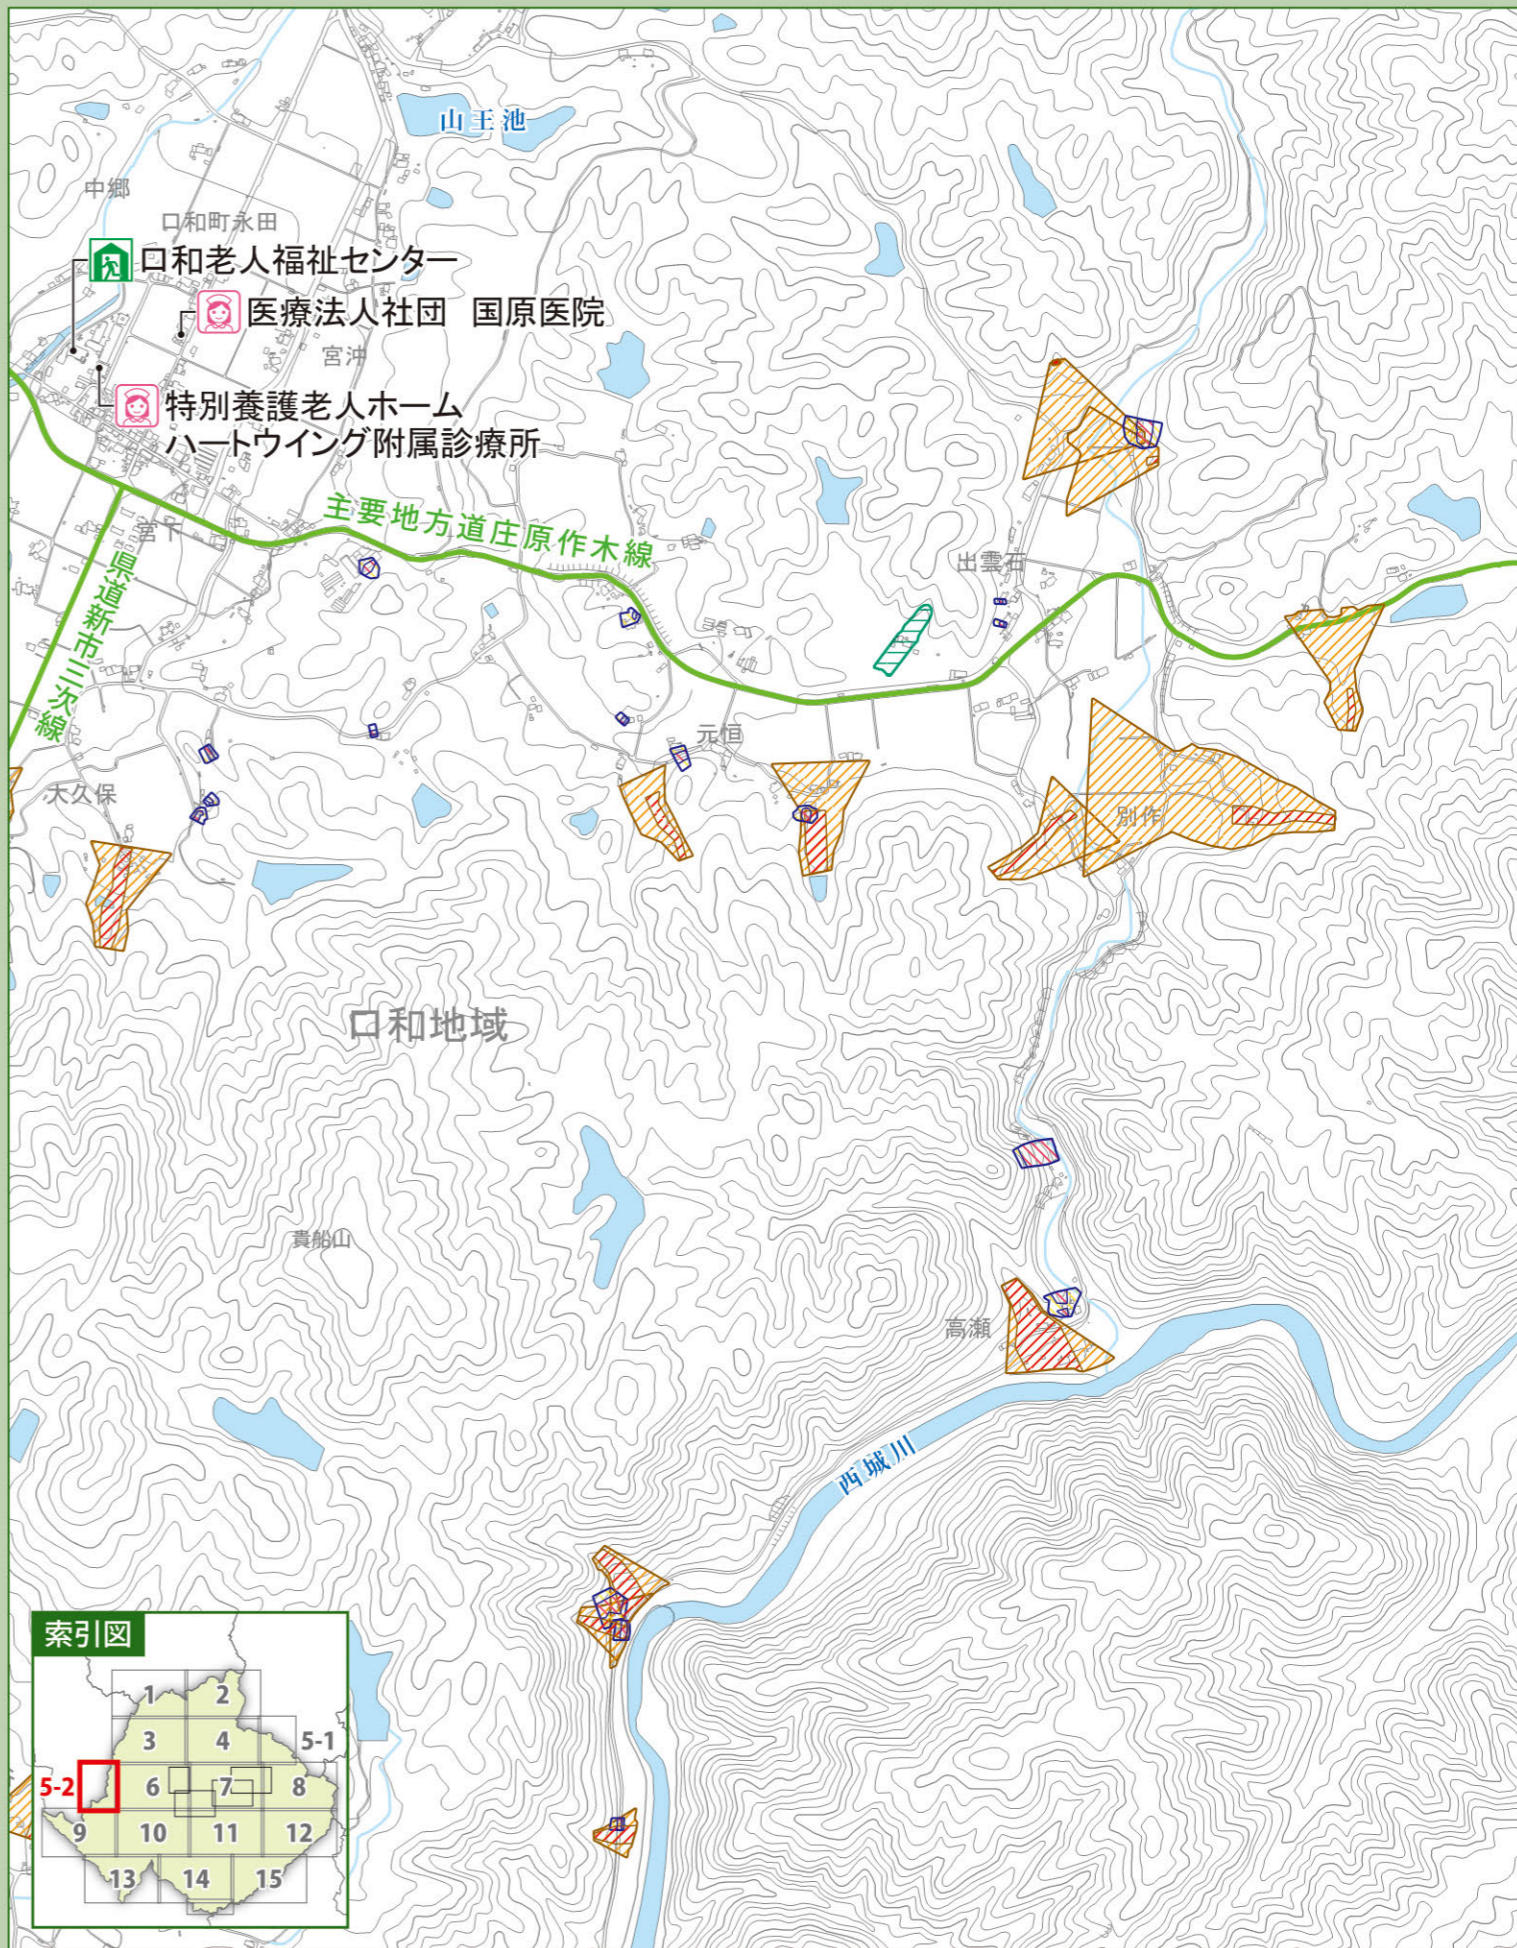 山王池
中郷
口和町永田
口和老人福祉センター
医療法人社団　国原医院
宮沖
特別養護老人ホーム
ハートウイング附属診療所
主要地方道庄原作木線
宮下
県道新市三次線
出雲石
元恒
大久保
別作
口和地域
貴船山
高瀬
西城川
索引図
1
2
3
4
5-1
5-2
6
7
8
9
10
11
12
13
14
15